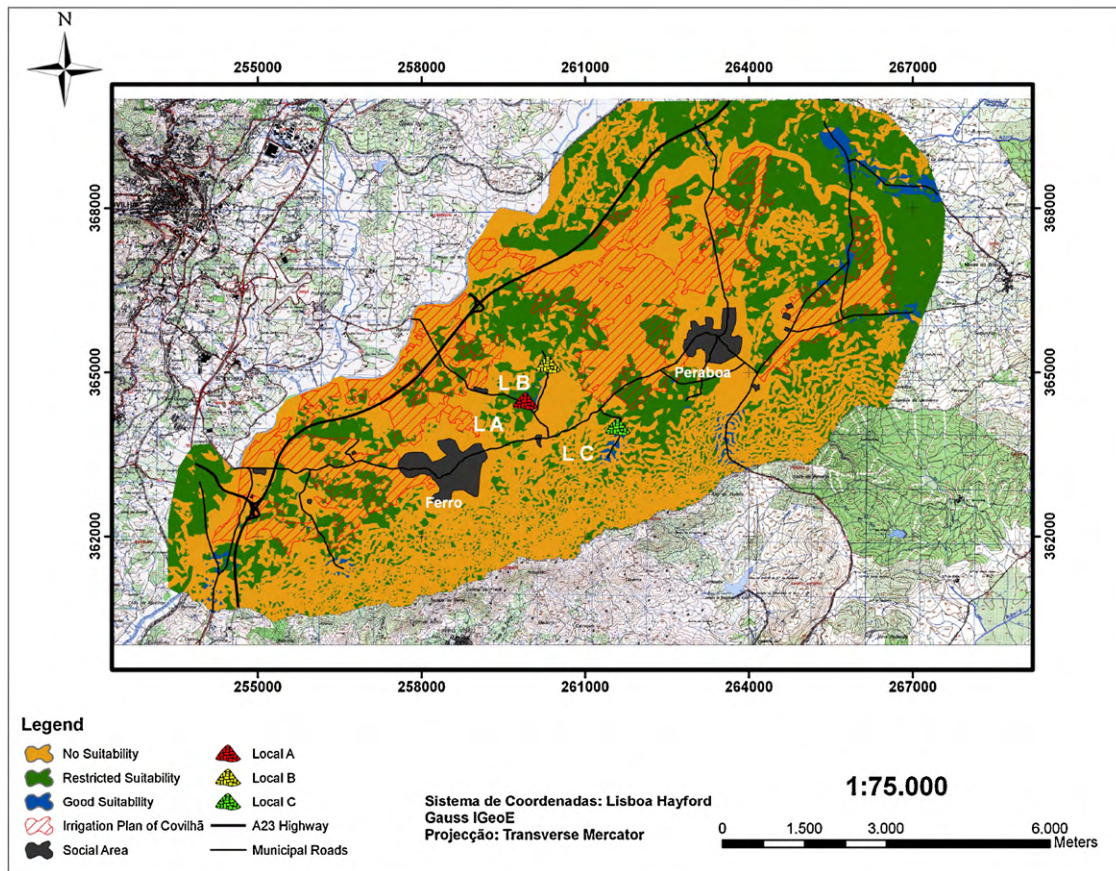 N
255000 258000 261000 264000 267000
368000 368000
365000 365000
362000 362000
L B
L A
L C
Peraboa
Ferro
255000 258000 261000 264000 267000
Legend
No Suitability
Restricted Suitability
Good Suitability
Irrigation Plan of Covilhã
Social Area
Local A
Local B
Local C
A23 Highway
Municipal Roads
Sistema de Coordenadas: Lisboa Hayford
Gauss IGeoE
Projecção: Transverse Mercator
1:75.000
0 1.500 3.000 6.000
Meters